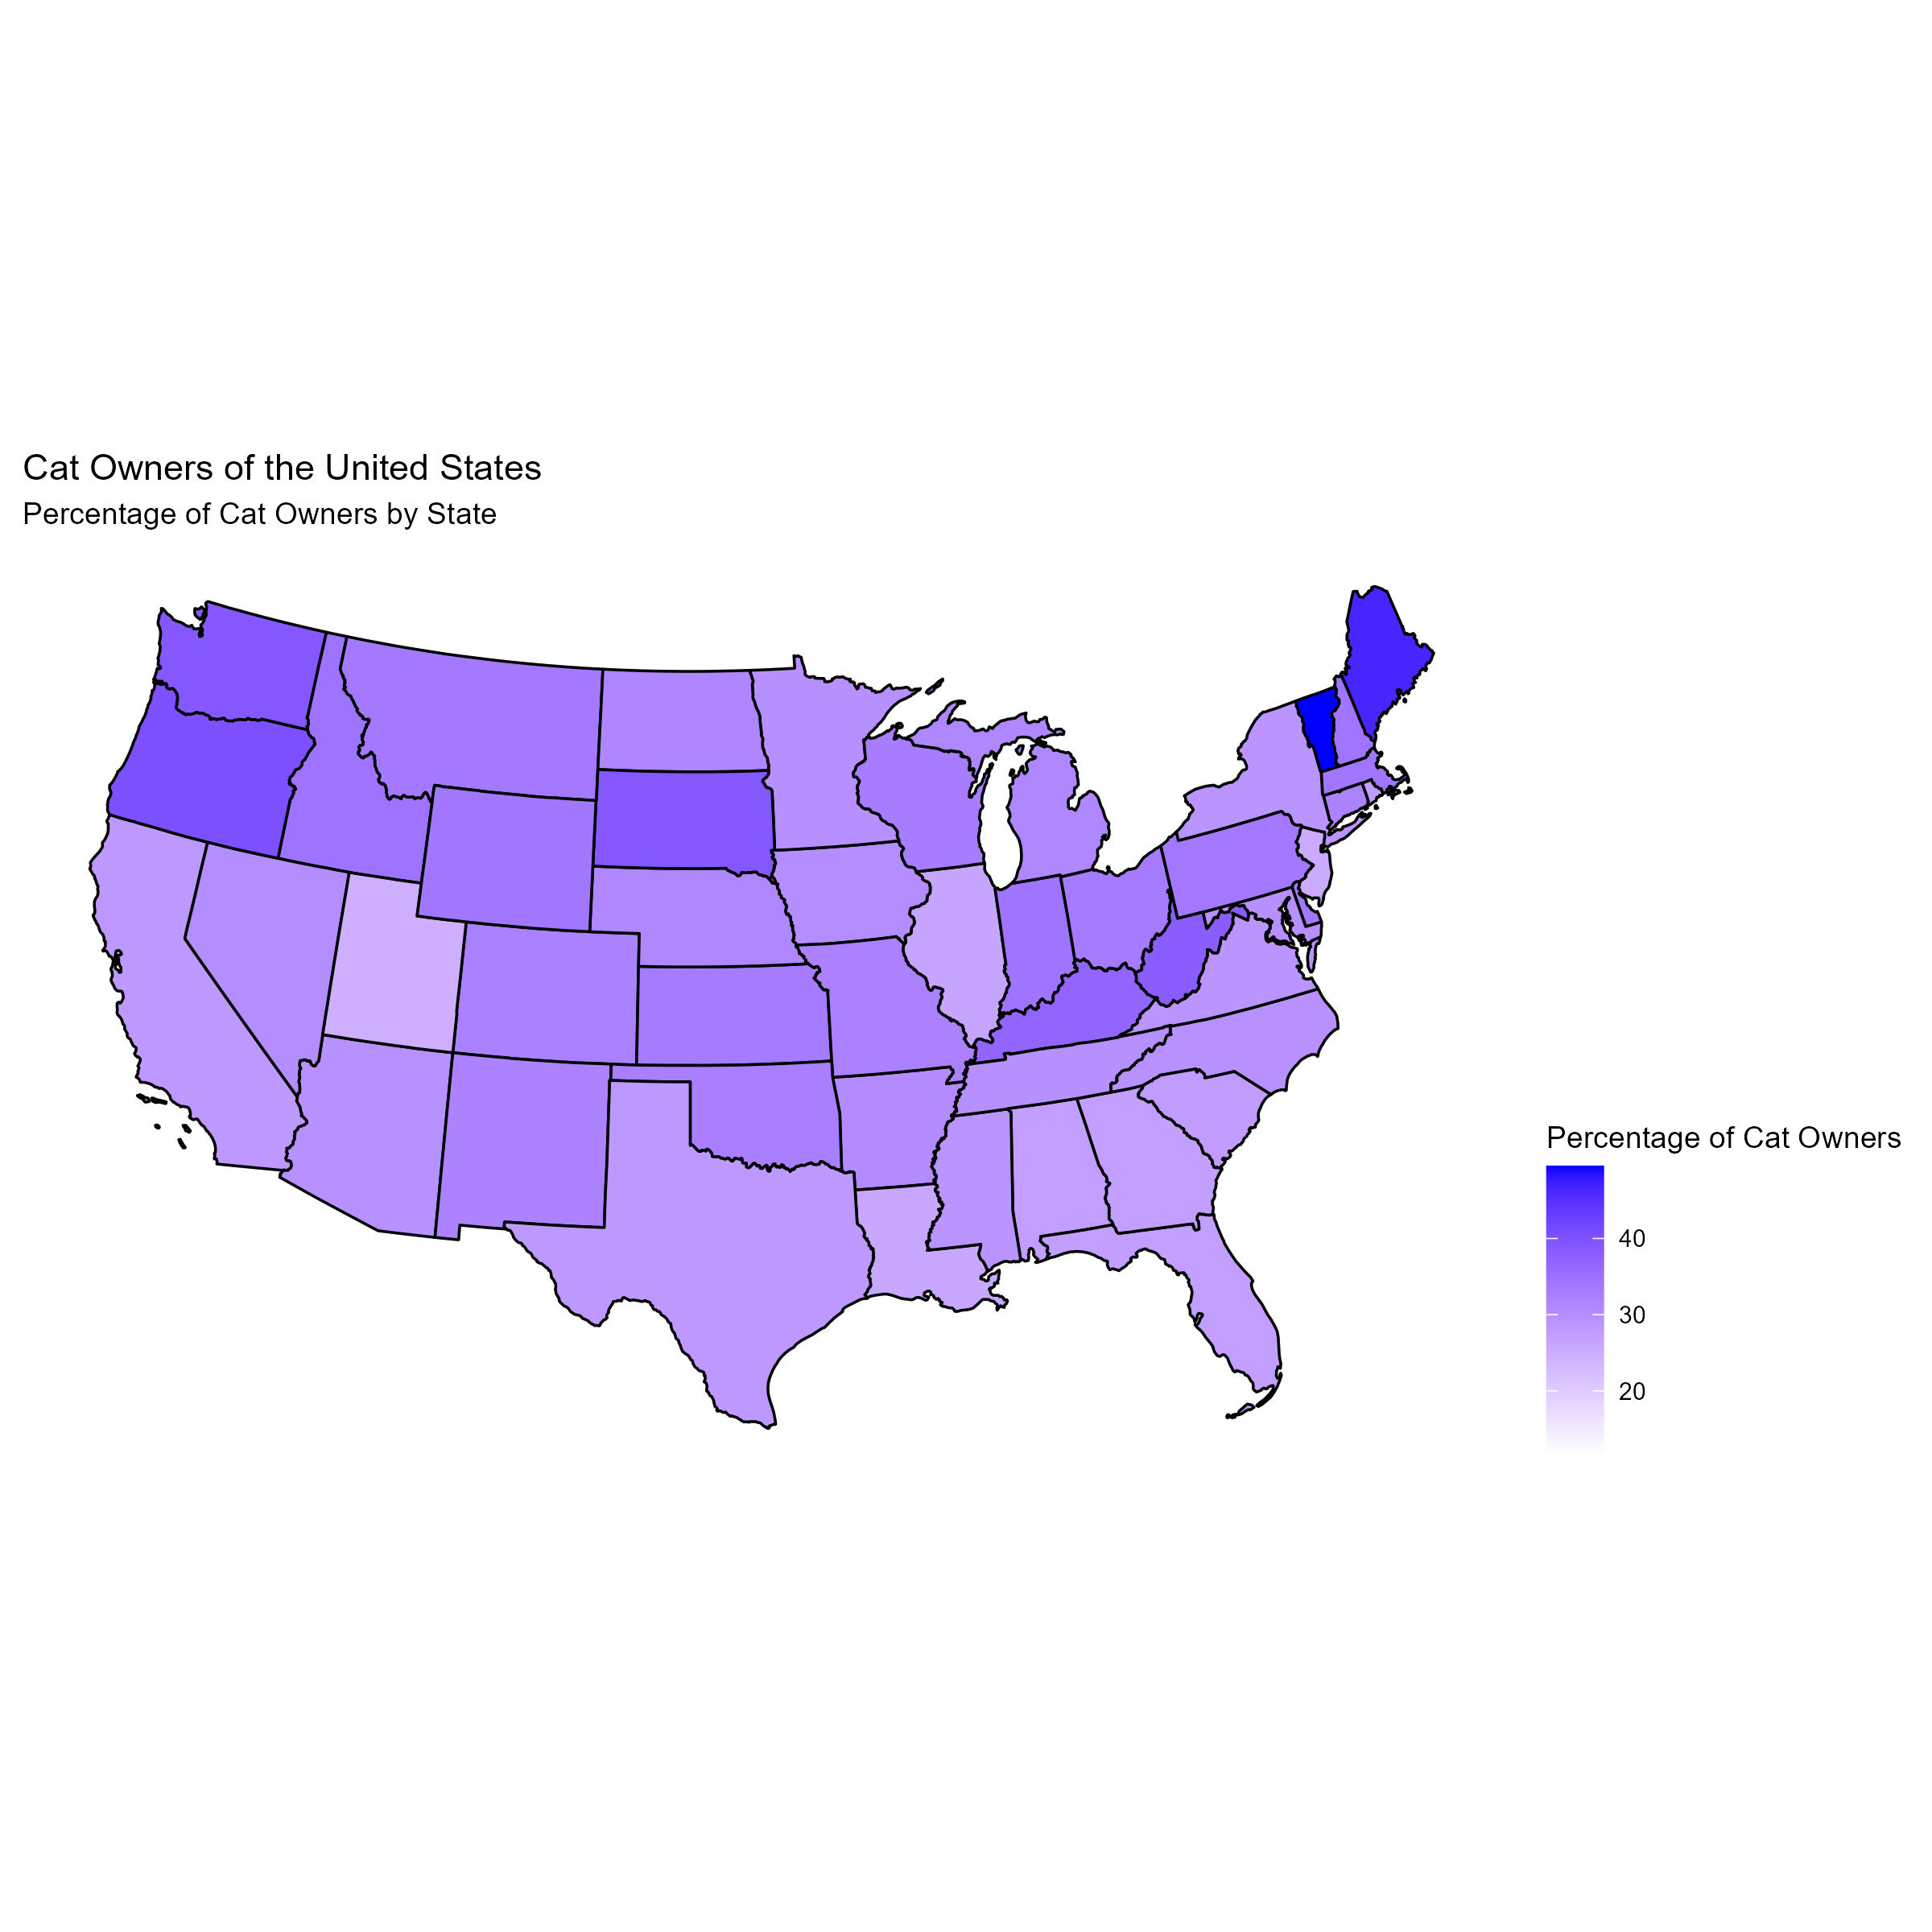 Cat Owners of the United States
Percentage of Cat Owners by State
Percentage of Cat Owners
40
30
20